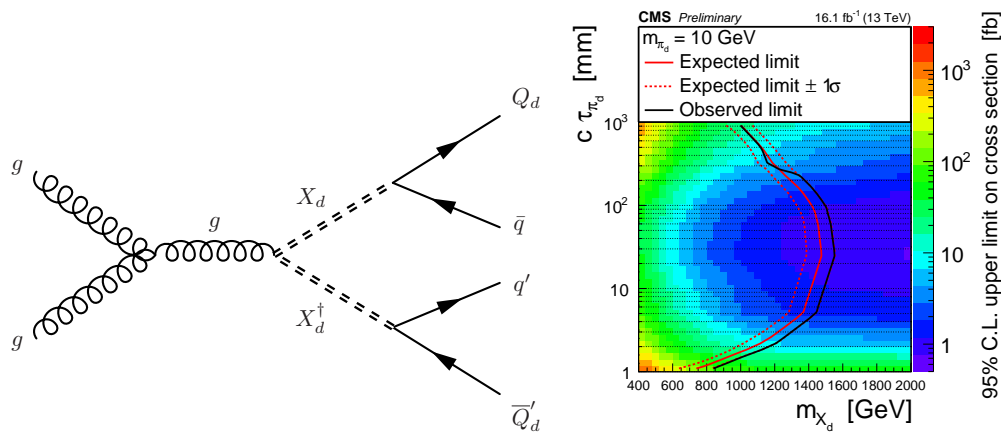 g
g
g
X_d
X_d^†
Q_d
q̄
q′
Q̄′_d
CMS Preliminary 16.1 fb⁻¹ (13 TeV)
m_{π_d} = 10 GeV
Expected limit
Expected limit ± 1σ
Observed limit
c τ_{π_d} [mm]
10³
10²
10
1
400 600 800 1000 1200 1400 1600 1800 2000
m_{X_d} [GeV]
10³
10²
10
1
95% C.L. upper limit on cross section [fb]